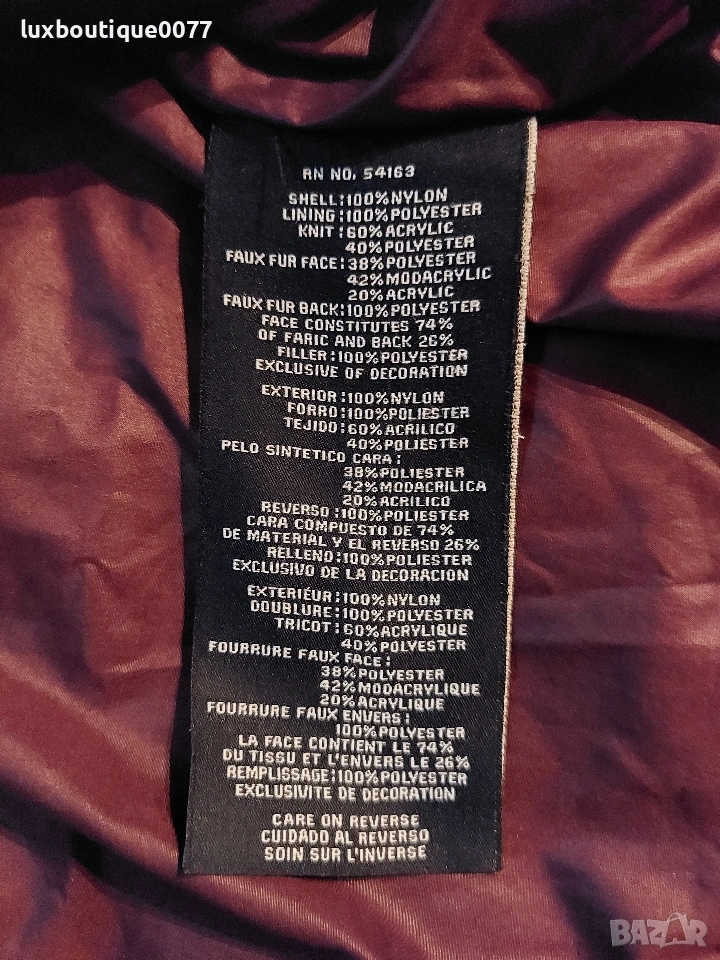 luxboutique0077
RN NO. 54163
SHELL:100%NYLON
LINING:100%POLYESTER
KNIT:60%ACRYLIC
40%POLYESTER
FAUX FUR FACE:38%POLYESTER
42%MODACRYLIC
20%ACRYLIC
FAUX FUR BACK:100%POLYESTER
FACE CONSTITUTES 74%
OF FARIC AND BACK 26%
FILLER:100%POLYESTER
EXCLUSIVE OF DECORATION
EXTERIOR:100%NYLON
FORRO:100%POLIESTER
TEJIDO:60%ACRILICO
40%POLIESTER
PELO SINTETICO CARA:
38%POLIESTER
42%MODACRILICA
20%ACRILICO
REVERSO:100%POLIESTER
CARA COMPUESTO DE 74%
DE MATERIAL Y EL REVERSO 26%
RELLENO:100%POLIESTER
EXCLUSIVO DE LA DECORACION
EXTERIÉUR:100%NYLON
DOUBLURE:100%POLYESTER
TRICOT:60%ACRYLIQUE
40%POLYESTER
FOURRURE FAUX FACE:
38%POLYESTER
42%MODACRYLIQUE
20%ACRYLIQUE
FOURRURE FAUX ENVERS:
100%POLYESTER
LA FACE CONTIENT LE 74%
DU TISSU ET L'ENVERS LE 26%
REMPLISSAGE:100%POLYESTER
EXCLUSIVITE DE DECORATION
CARE ON REVERSE
CUIDADO AL REVERSO
SOIN SUR L'INVERSE
BAZAR